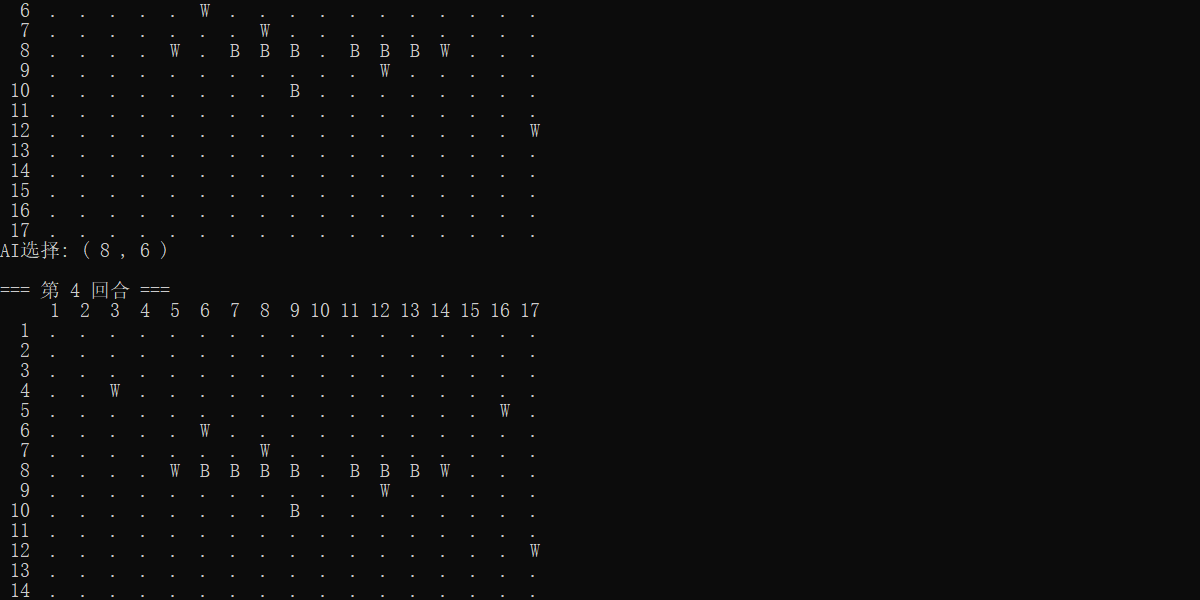 6 . . . . . W . . . . . . . . . . .
7 . . . . . . . W . . . . . . . . .
8 . . . . W . B B B . B B B W . . .
9 . . . . . . . . . . . W . . . . .
10 . . . . . . . . B . . . . . . . .
11 . . . . . . . . . . . . . . . . .
12 . . . . . . . . . . . . . . . . W
13 . . . . . . . . . . . . . . . . .
14 . . . . . . . . . . . . . . . . .
15 . . . . . . . . . . . . . . . . .
16 . . . . . . . . . . . . . . . . .
17 . . . . . . . . . . . . . . . . .
AI选择: ( 8 , 6 )
=== 第 4 回合 ===
1 2 3 4 5 6 7 8 9 10 11 12 13 14 15 16 17
1 . . . . . . . . . . . . . . . . .
2 . . . . . . . . . . . . . . . . .
3 . . . . . . . . . . . . . . . . .
4 . . W . . . . . . . . . . . . . .
5 . . . . . . . . . . . . . . . W .
6 . . . . . W . . . . . . . . . . .
7 . . . . . . . W . . . . . . . . .
8 . . . . W B B B B . B B B W . . .
9 . . . . . . . . . . . W . . . . .
10 . . . . . . . . B . . . . . . . .
11 . . . . . . . . . . . . . . . . .
12 . . . . . . . . . . . . . . . . W
13 . . . . . . . . . . . . . . . . .
14 . . . . . . . . . . . . . . . . .